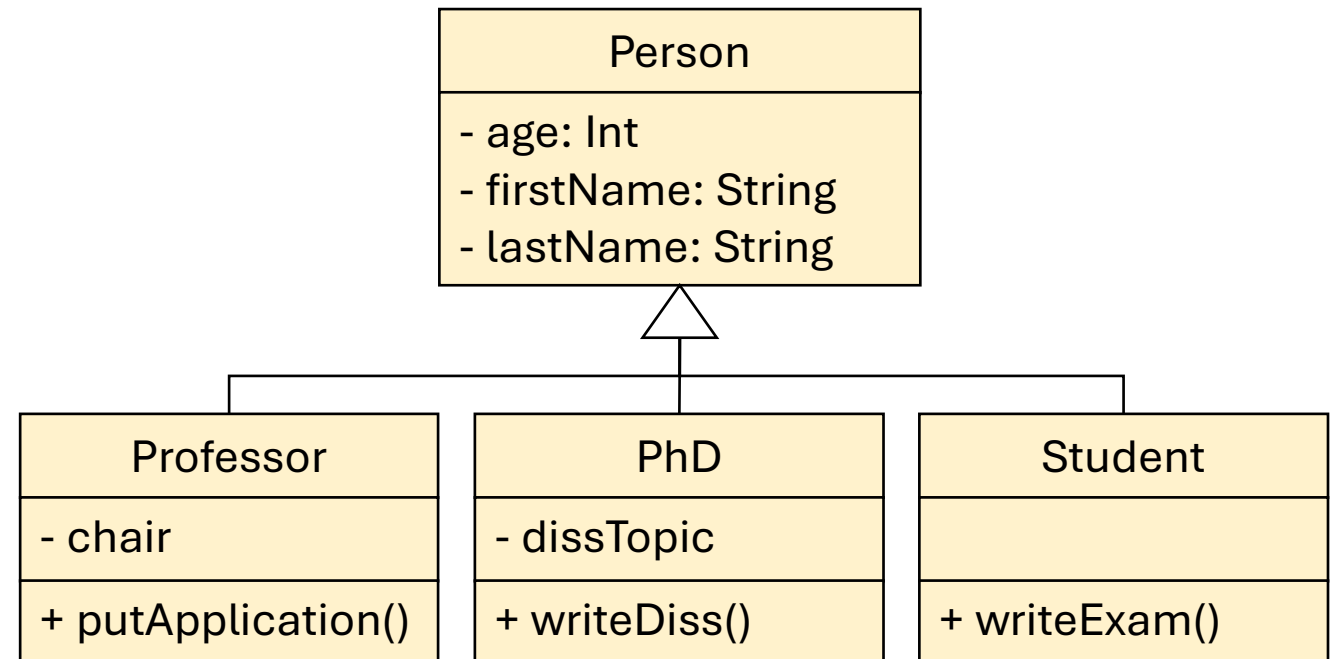 Person
- age: Int
- firstName: String
- lastName: String
Professor
- chair
+ putApplication()
PhD
- dissTopic
+ writeDiss()
Student
+ writeExam()